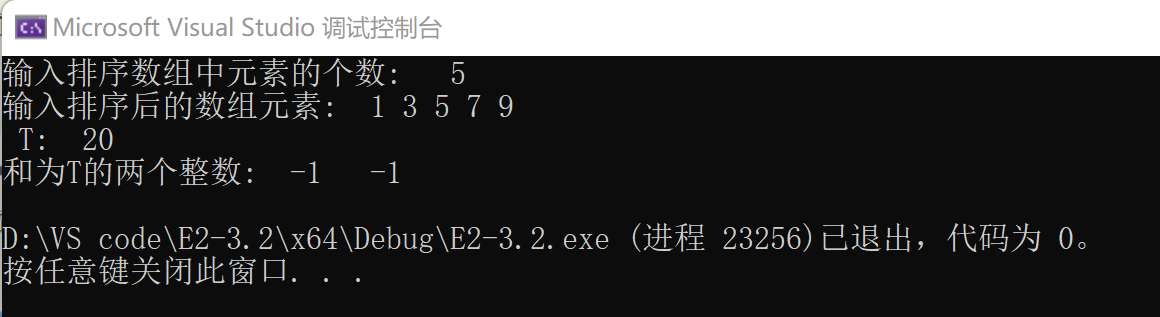 Microsoft Visual Studio 调试控制台
输入排序数组中元素的个数:   5
输入排序后的数组元素:  1 3 5 7 9
 T:  20
和为T的两个整数:  -1   -1
D:\VS code\E2-3.2\x64\Debug\E2-3.2.exe (进程 23256)已退出，代码为 0。
按任意键关闭此窗口. . .